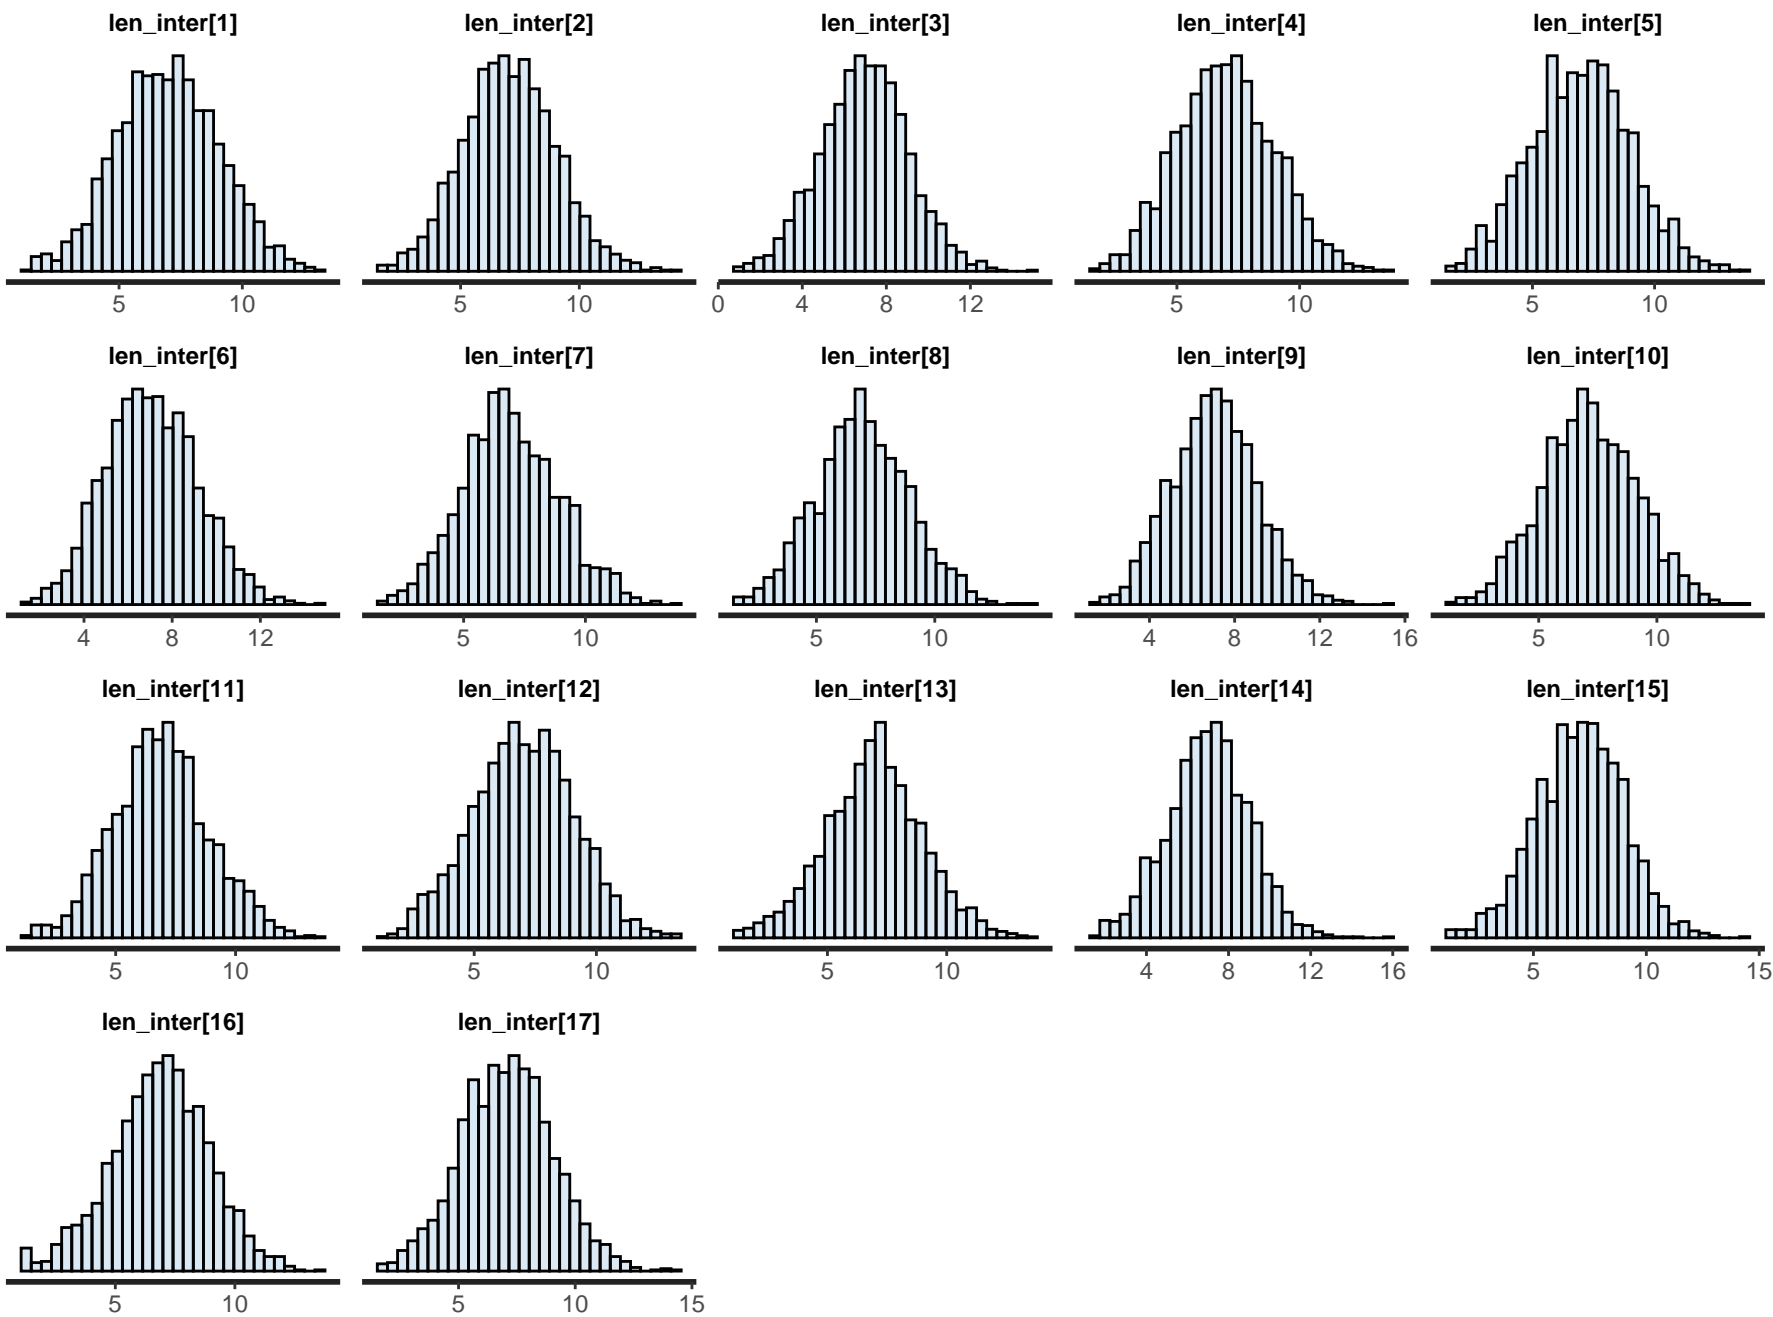 len_inter[1] len_inter[2] len_inter[3] len_inter[4] len_inter[5]
5 10 5 10 0 4 8 12 5 10 5 10
len_inter[6] len_inter[7] len_inter[8] len_inter[9] len_inter[10]
4 8 12 5 10 5 10 4 8 12 16 5 10
len_inter[11] len_inter[12] len_inter[13] len_inter[14] len_inter[15]
5 10 5 10 5 10 4 8 12 16 5 10 15
len_inter[16] len_inter[17]
5 10 5 10 15